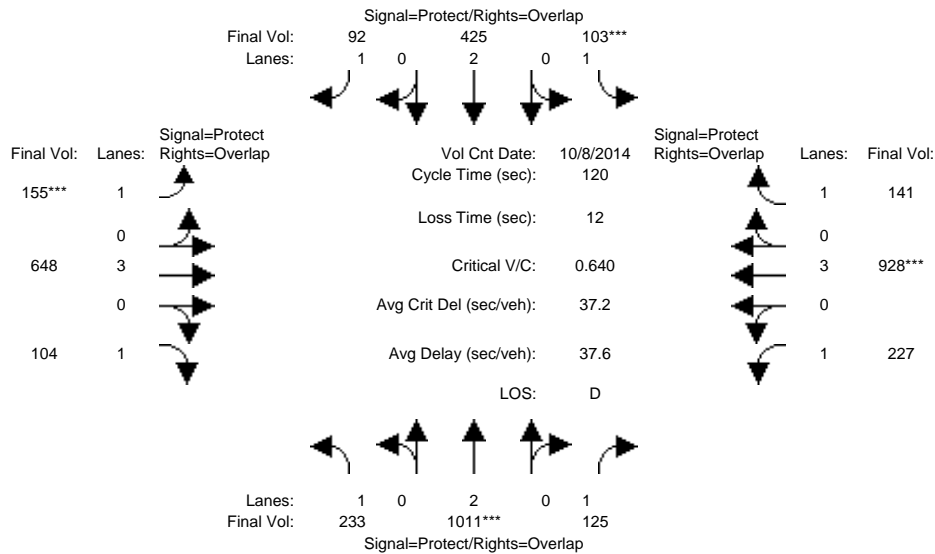 Signal=Protect/Rights=Overlap
Final Vol: 92 425 103***
Lanes: 1 0 2 0 1
Signal=Protect
Final Vol: Lanes: Rights=Overlap
Vol Cnt Date: 10/8/2014
Signal=Protect
Rights=Overlap Lanes: Final Vol:
Cycle Time (sec): 120
155*** 1
1 141
Loss Time (sec): 12
0
0
648 3
Critical V/C: 0.640
3 928***
0
Avg Crit Del (sec/veh): 37.2
0
104 1
Avg Delay (sec/veh): 37.6
1 227
LOS: D
Lanes: 1 0 2 0 1
Final Vol: 233 1011*** 125
Signal=Protect/Rights=Overlap